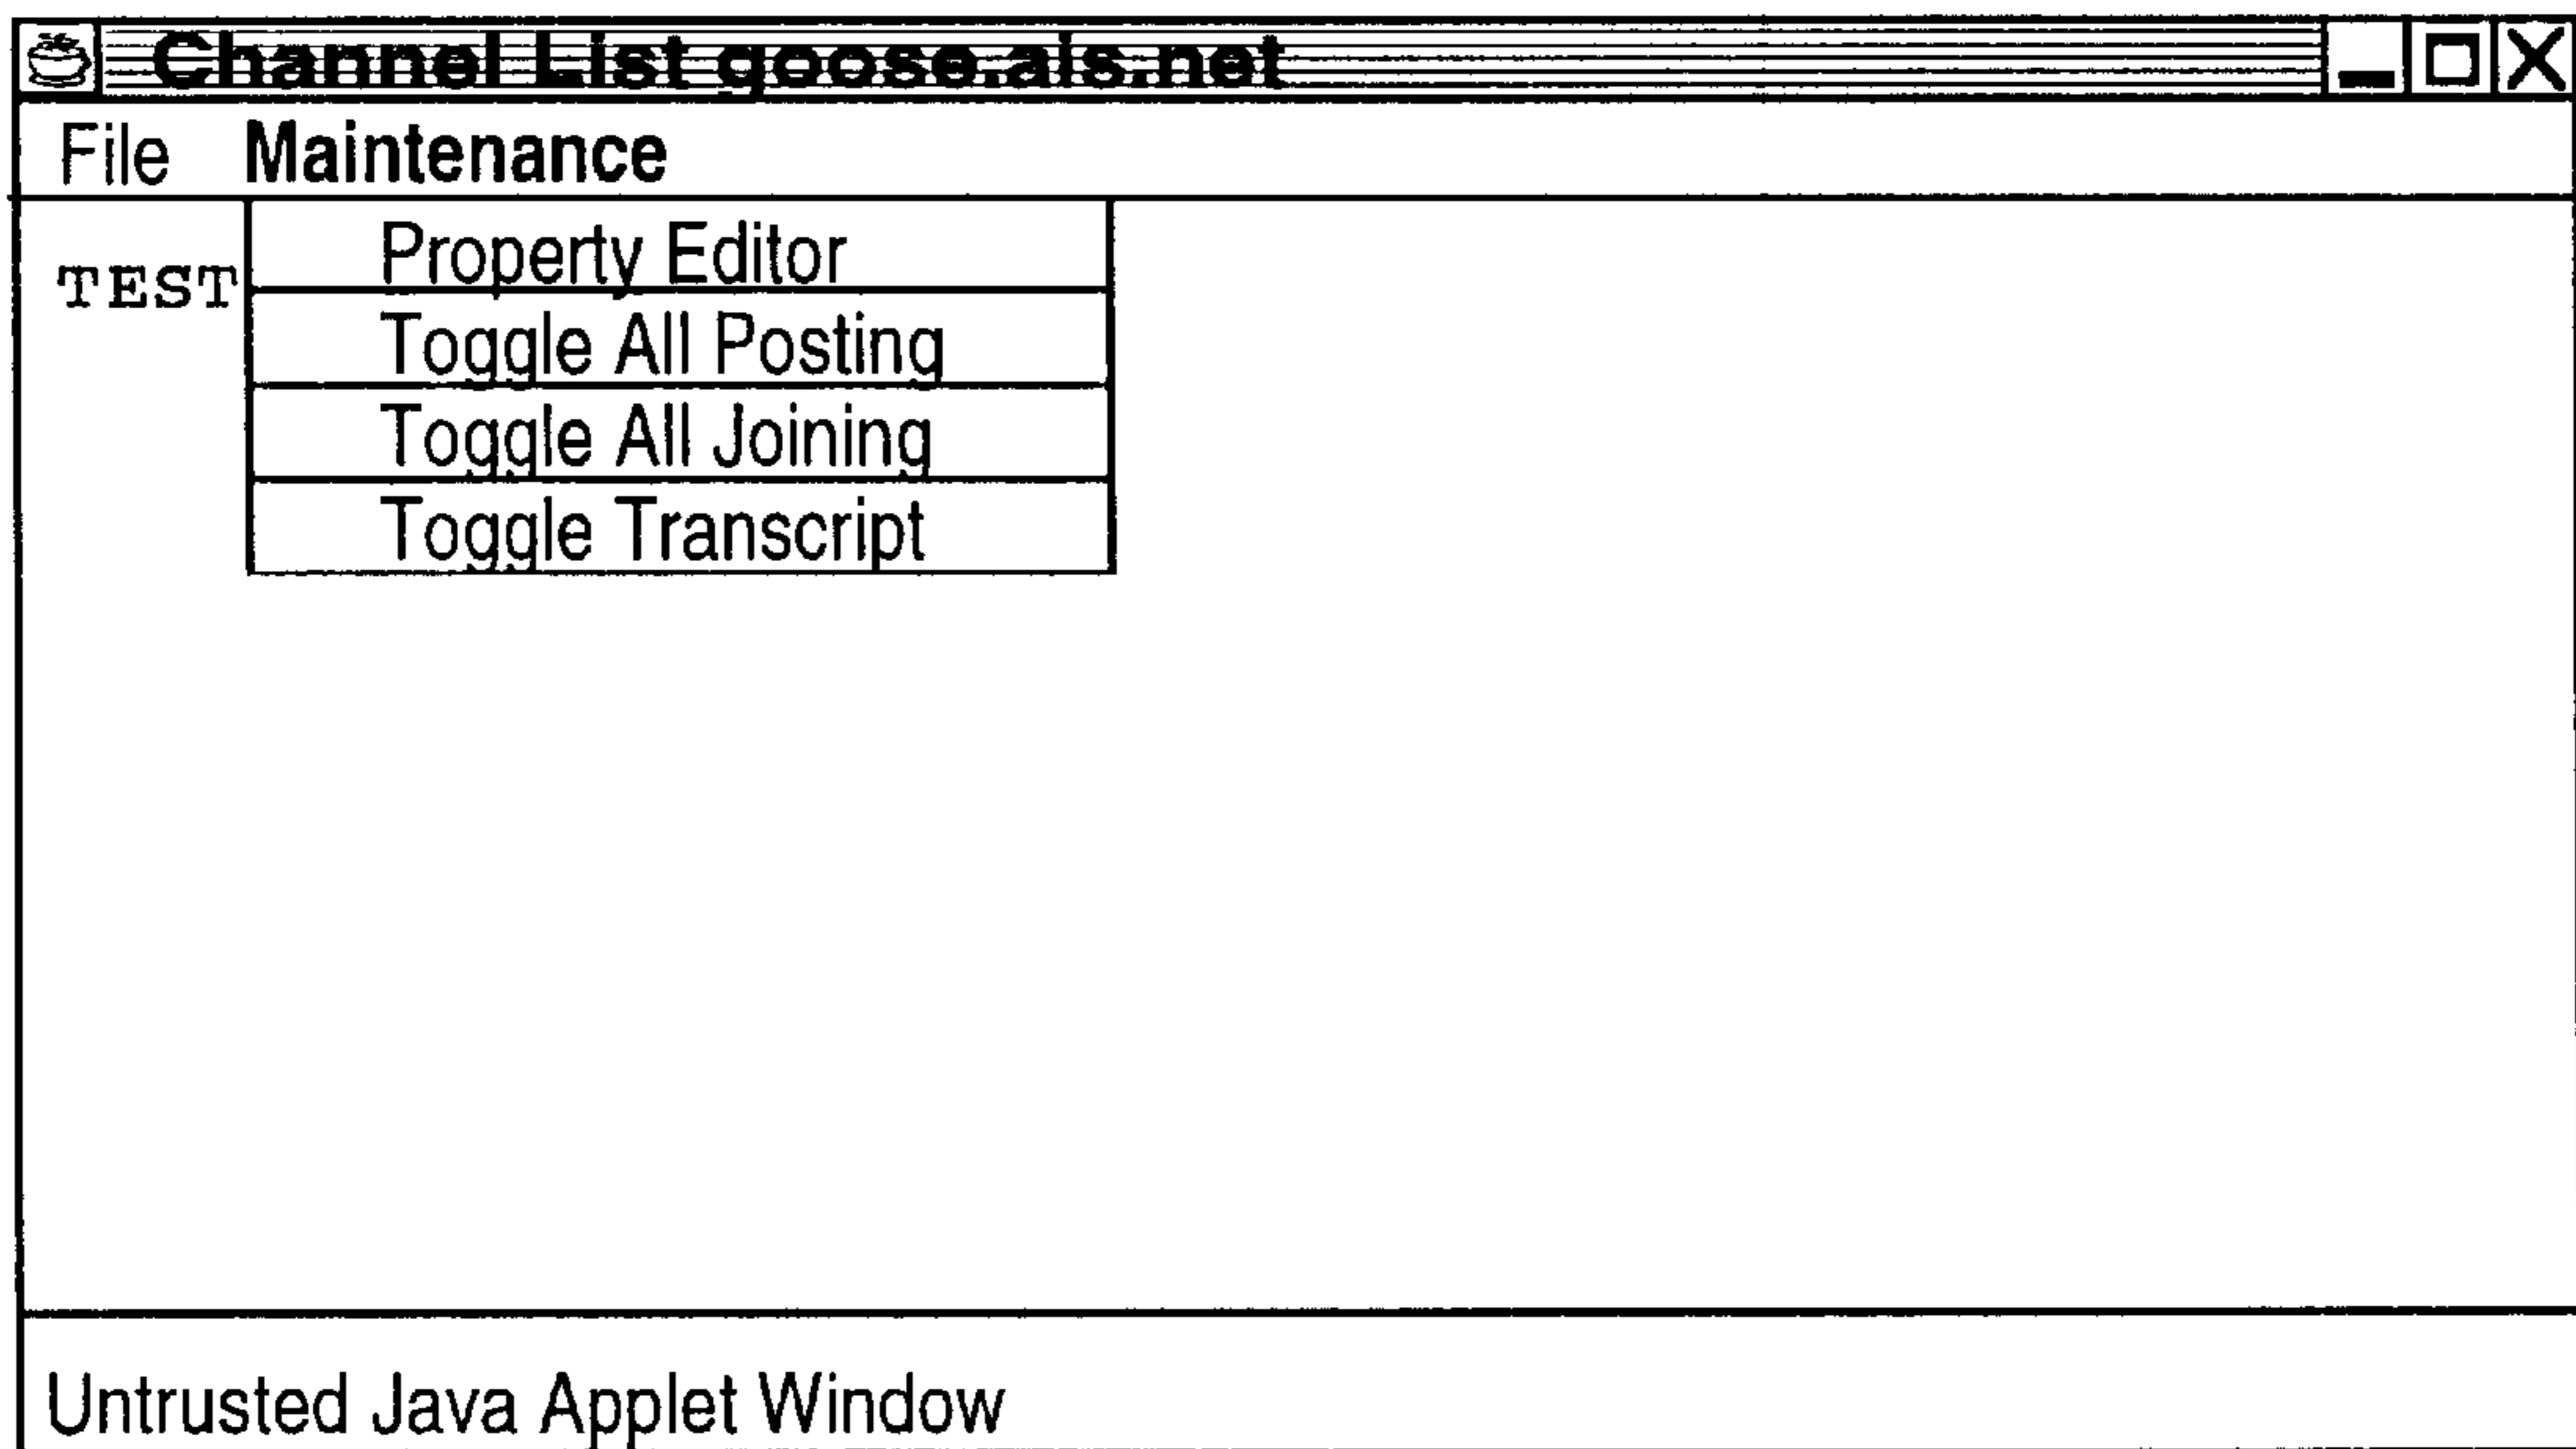 Channel List goose.ais.net
File Maintenance
Property Editor
TEST
Toggle All Posting
Toggle All Joining
Toggle Transcript
Untrusted Java Applet Window